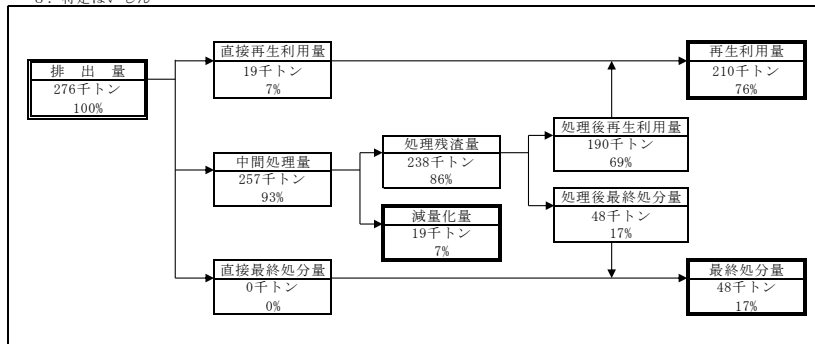 直接再生利用量
19千トン
7%
再生利用量
210千トン
76%
排 出 量
276千トン
100%
処理後再生利用量
190千トン
69%
中間処理量
257千トン
93%
処理残渣量
238千トン
86%
減量化量
19千トン
7%
処理後最終処分量
48千トン
17%
直接最終処分量
0千トン
0%
最終処分量
48千トン
17%